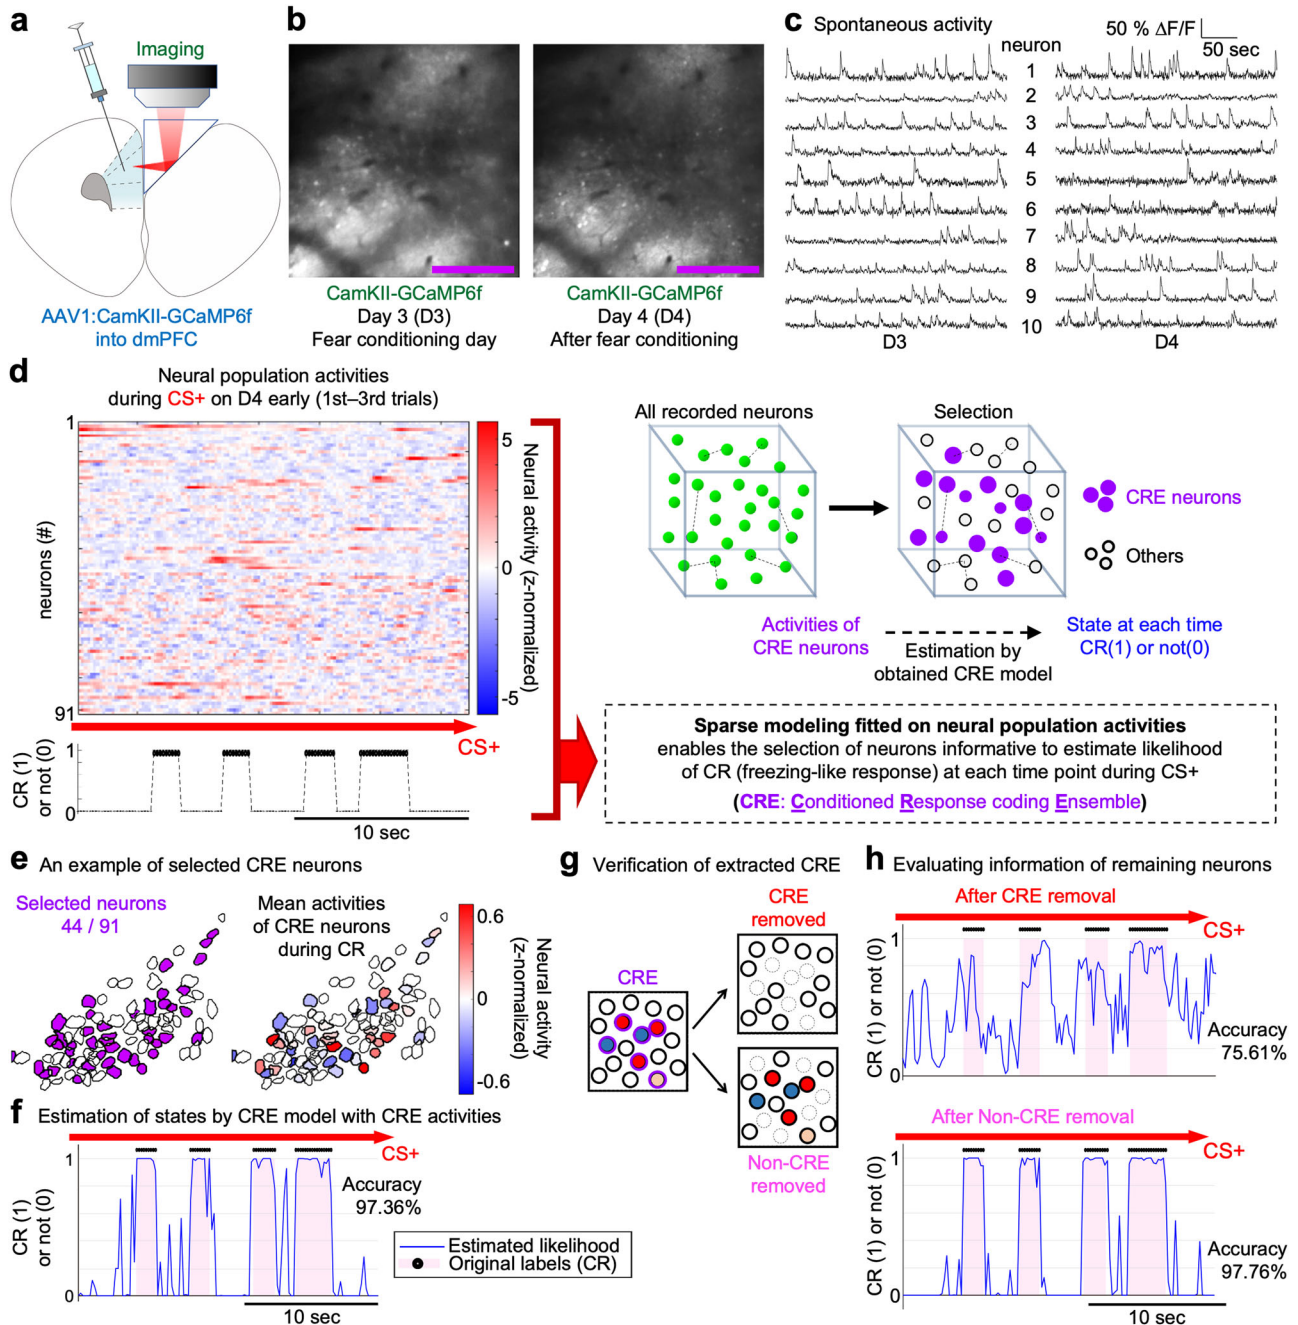 a
Imaging
AAV1:CamKII-GCaMP6f
into dmPFC
b
CamKII-GCaMP6f
Day 3 (D3)
Fear conditioning day
CamKII-GCaMP6f
Day 4 (D4)
After fear conditioning
c Spontaneous activity
50 % ΔF/F
50 sec
neuron
1
2
3
4
5
6
7
8
9
10
D3
D4
d
Neural population activities
during CS+ on D4 early (1st–3rd trials)
1
neurons (#)
91
5
0
-5
Neural activity (z-normalized)
CS+
CR (1)
or not (0)
1
0
10 sec
All recorded neurons
Selection
CRE neurons
Others
Activities of
CRE neurons
Estimation by
obtained CRE model
State at each time
CR(1) or not(0)
Sparse modeling fitted on neural population activities
enables the selection of neurons informative to estimate likelihood
of CR (freezing-like response) at each time point during CS+
(CRE: Conditioned Response coding Ensemble)
e An example of selected CRE neurons
Selected neurons
44 / 91
Mean activities
of CRE neurons
during CR
0.6
0
-0.6
Neural activity
(z-normalized)
f Estimation of states by CRE model with CRE activities
CS+
1
0
CR (1)
or not (0)
Accuracy
97.36%
10 sec
Estimated likelihood
Original labels (CR)
g Verification of extracted CRE
CRE
CRE
removed
Non-CRE
removed
h Evaluating information of remaining neurons
After CRE removal
CS+
1
0
CR (1) or not (0)
Accuracy
75.61%
After Non-CRE removal
CS+
1
0
CR (1) or not (0)
Accuracy
97.76%
10 sec